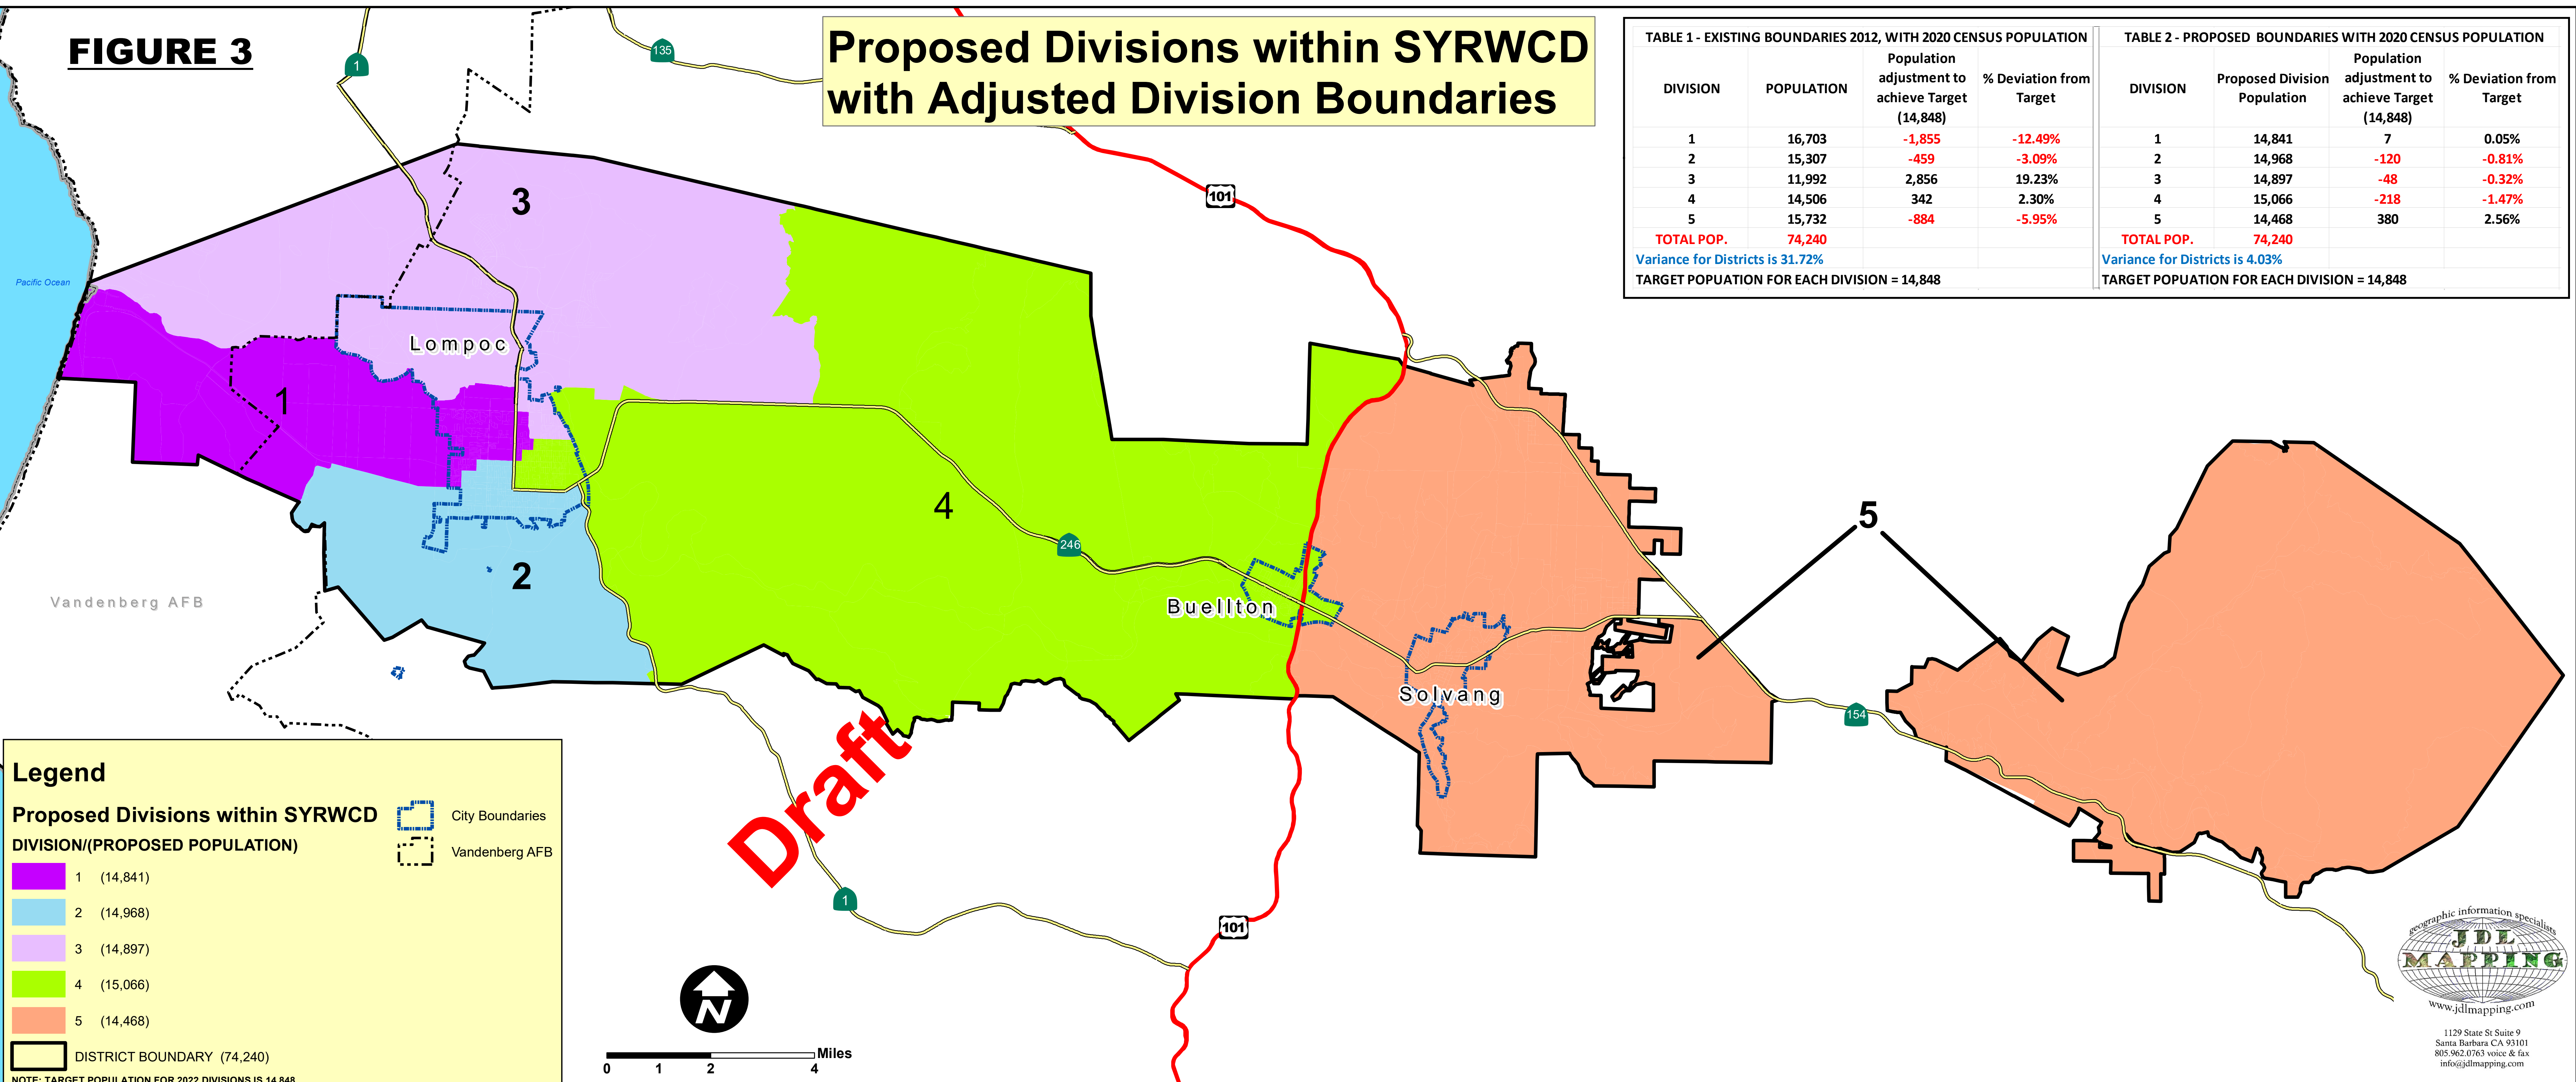 FIGURE 3
Proposed Divisions within SYRWCD
with Adjusted Division Boundaries
TABLE 1 - EXISTING BOUNDARIES 2012, WITH 2020 CENSUS POPULATION
DIVISION POPULATION Population adjustment to achieve Target (14,848) % Deviation from Target
1 16,703 -1,855 -12.49%
2 15,307 -459 -3.09%
3 11,992 2,856 19.23%
4 14,506 342 2.30%
5 15,732 -884 -5.95%
TOTAL POP. 74,240
Variance for Districts is 31.72%
TARGET POPUATION FOR EACH DIVISION = 14,848
TABLE 2 - PROPOSED BOUNDARIES WITH 2020 CENSUS POPULATION
DIVISION Proposed Division Population Population adjustment to achieve Target (14,848) % Deviation from Target
1 14,841 7 0.05%
2 14,968 -120 -0.81%
3 14,897 -48 -0.32%
4 15,066 -218 -1.47%
5 14,468 380 2.56%
TOTAL POP. 74,240
Variance for Districts is 4.03%
TARGET POPUATION FOR EACH DIVISION = 14,848
1
135
101
3
Pacific Ocean
Lompoc
1
4
5
246
2
Vandenberg AFB
Buellton
Solvang
154
Draft
1
101
Legend
Proposed Divisions within SYRWCD
DIVISION/(PROPOSED POPULATION)
1 (14,841)
2 (14,968)
3 (14,897)
4 (15,066)
5 (14,468)
DISTRICT BOUNDARY (74,240)
NOTE: TARGET POPULATION FOR 2022 DIVISIONS IS 14,848
City Boundaries
Vandenberg AFB
N
Miles
0 1 2 4
geographic information specialists
JDL
MAPPING
www.jdlmapping.com
1129 State St Suite 9
Santa Barbara CA 93101
805.962.0763 voice & fax
info@jdlmapping.com